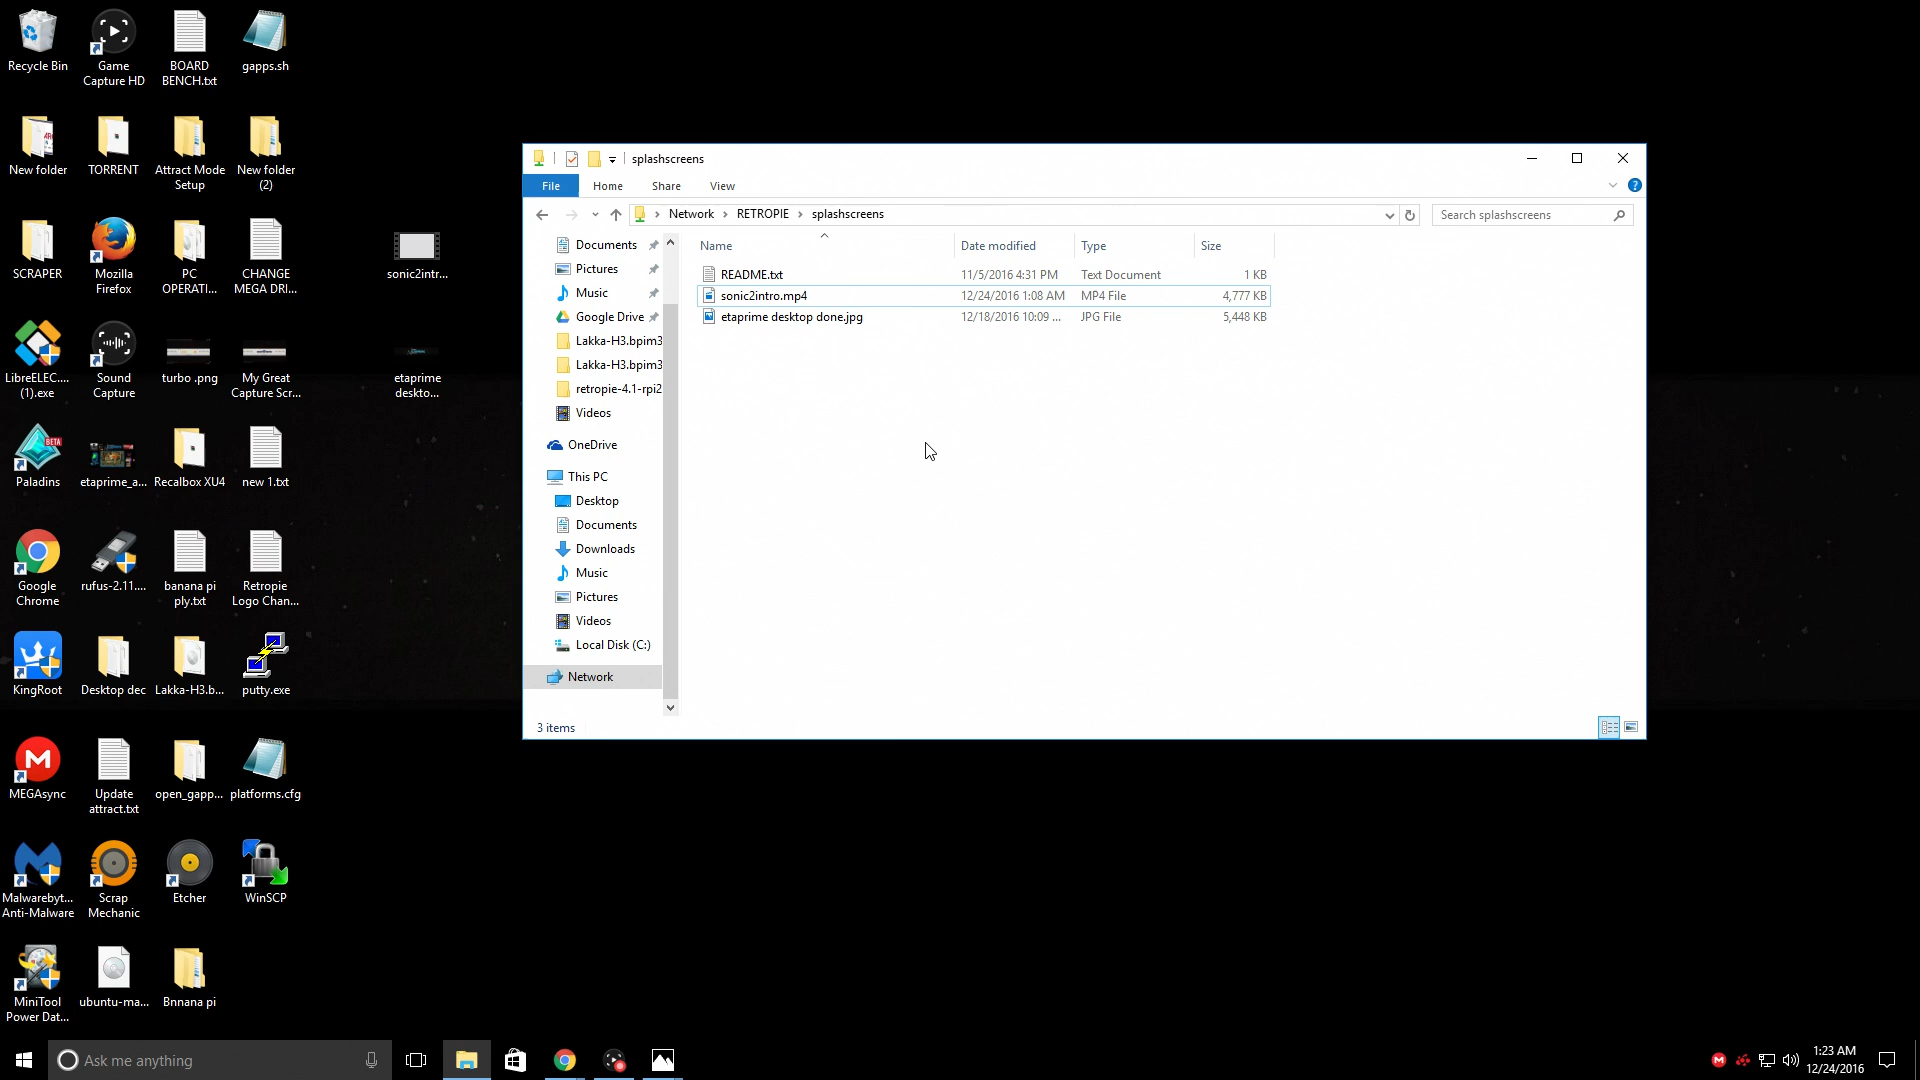 Recycle Bin
Game
Capture HD
BOARD
BENCH.txt
gapps.sh
New folder
TORRENT
Attract Mode
Setup
New folder
(2)
SCRAPER
Mozilla
Firefox
PC
OPERATI...
CHANGE
MEGA DRI...
sonic2intr...
LibreELEC....
(1).exe
Sound
Capture
turbo .png
My Great
Capture Scr...
etaprime
deskto...
Paladins
etaprime_a...
Recalbox XU4
new 1.txt
Google
Chrome
rufus-2.11....
banana pi
ply.txt
Retropie
Logo Chan...
KingRoot
Desktop dec
Lakka-H3.b...
putty.exe
MEGAsync
Update
attract.txt
open_gapp...
platforms.cfg
Malwarebyt...
Anti-Malware
Scrap
Mechanic
Etcher
WinSCP
MiniTool
Power Dat...
ubuntu-ma...
Bnnana pi
splashscreens
File Home Share View
Network > RETROPIE > splashscreens
Search splashscreens
Documents
Pictures
Music
Google Drive
Lakka-H3.bpim3
Lakka-H3.bpim3
retropie-4.1-rpi2
Videos
OneDrive
This PC
Desktop
Documents
Downloads
Music
Pictures
Videos
Local Disk (C:)
Network
Name Date modified Type Size
README.txt 11/5/2016 4:31 PM Text Document 1 KB
sonic2intro.mp4 12/24/2016 1:08 AM MP4 File 4,777 KB
etaprime desktop done.jpg 12/18/2016 10:09 ... JPG File 5,448 KB
3 items
Ask me anything
1:23 AM
12/24/2016